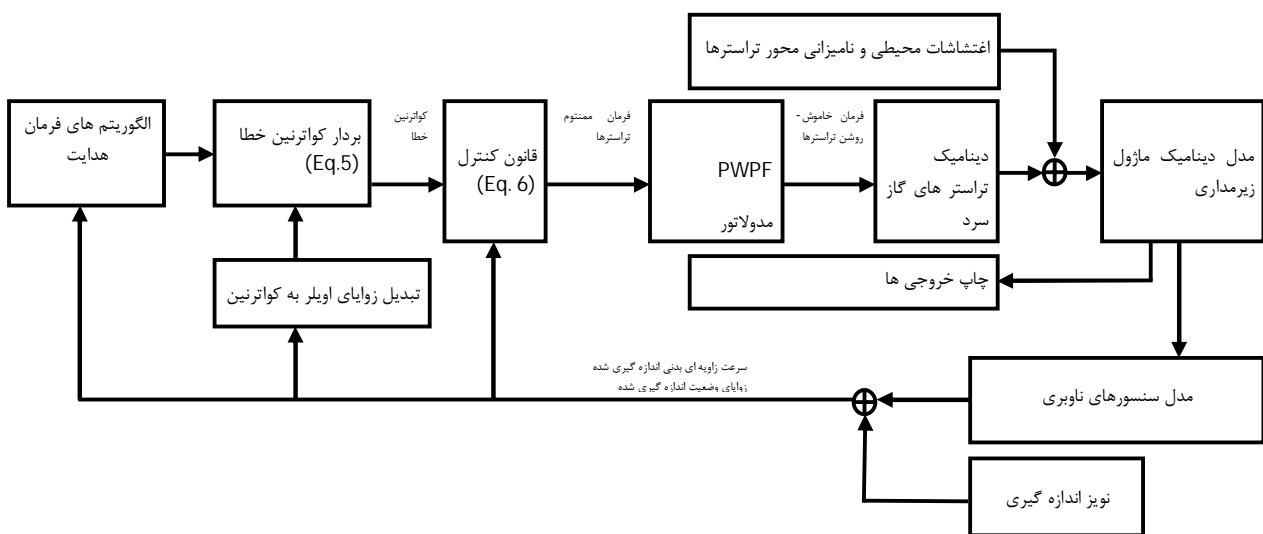 اغتشاشات محیطی و نامیزانی محور تراسترها
الگوریتم های فرمان
هدایت
بردار کواترنین خطا
(Eq.5)
کواترنین
خطا
قانون کنترل
(Eq. 6)
فرمان ممنتوم
تراسترها
PWPF
مدولاتور
فرمان خاموش-
روشن تراسترها
دینامیک
تراستر های گاز
سرد
مدل دینامیک ماژول
زیرمداری
تبدیل زوایای اویلر به کواترنین
چاپ خروجی ها
سرعت زاویه ای بدنی اندازه گیری شده
زوایای وضعیت اندازه گیری شده
مدل سنسورهای ناوبری
نویز اندازه گیری